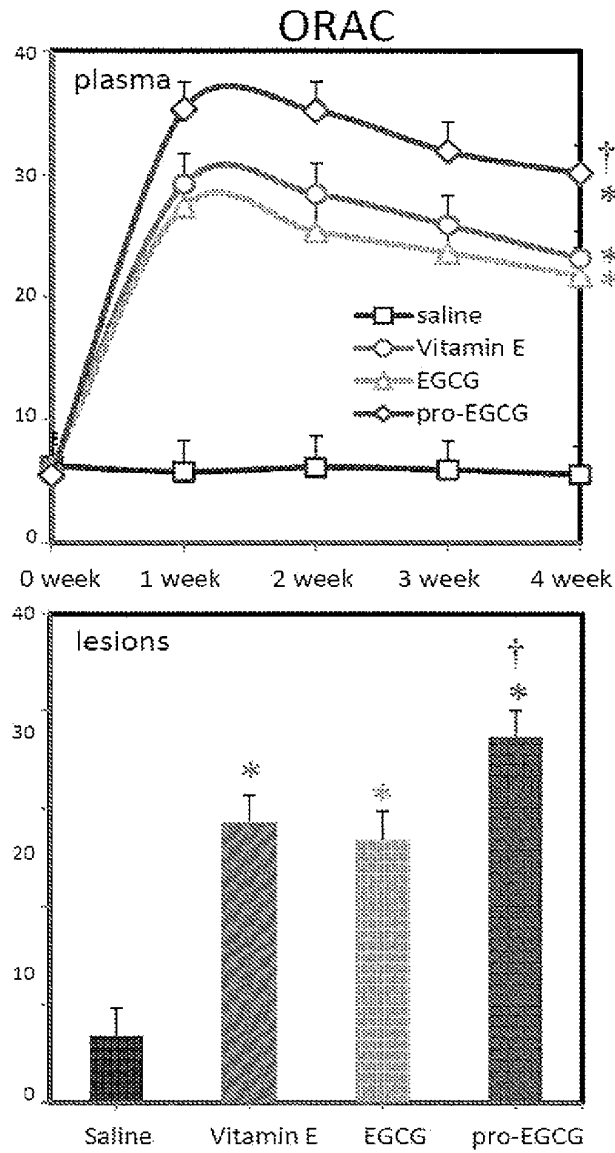 ORAC
40
plasma
30
†
*
*
*
20
saline
Vitamin E
EGCG
pro-EGCG
10
0
0 week 1 week 2 week 3 week 4 week
40
lesions
†
30
*
*
*
20
10
0
Saline Vitamin E EGCG pro-EGCG